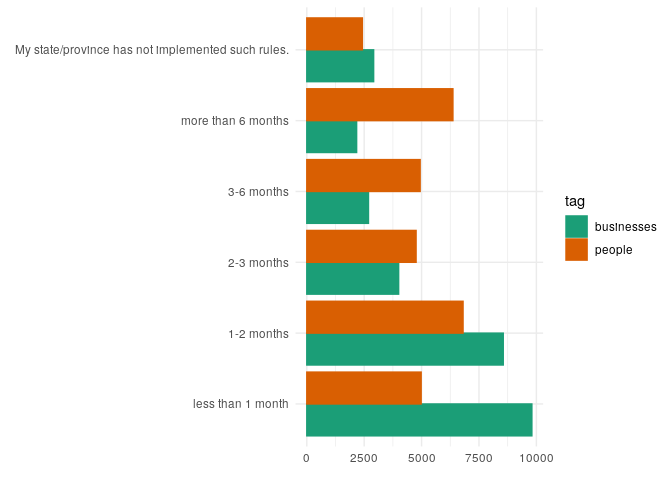 My state/province has not implemented such rules.
more than 6 months
3-6 months
2-3 months
1-2 months
less than 1 month
0 2500 5000 7500 10000
tag
businesses
people